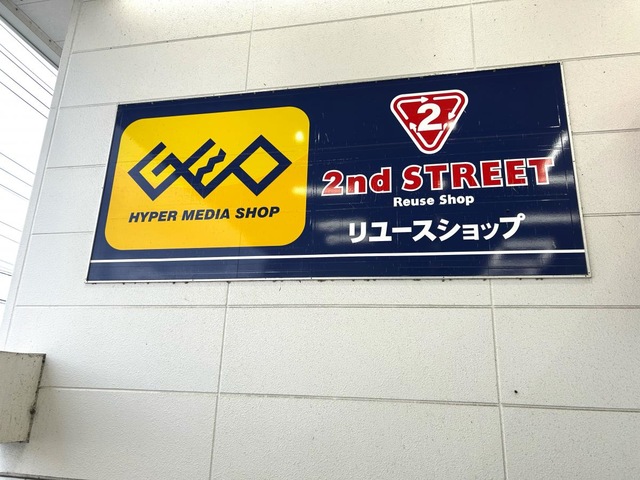 GEO
HYPER MEDIA SHOP
2
2nd STREET
Reuse Shop
リユースショップ